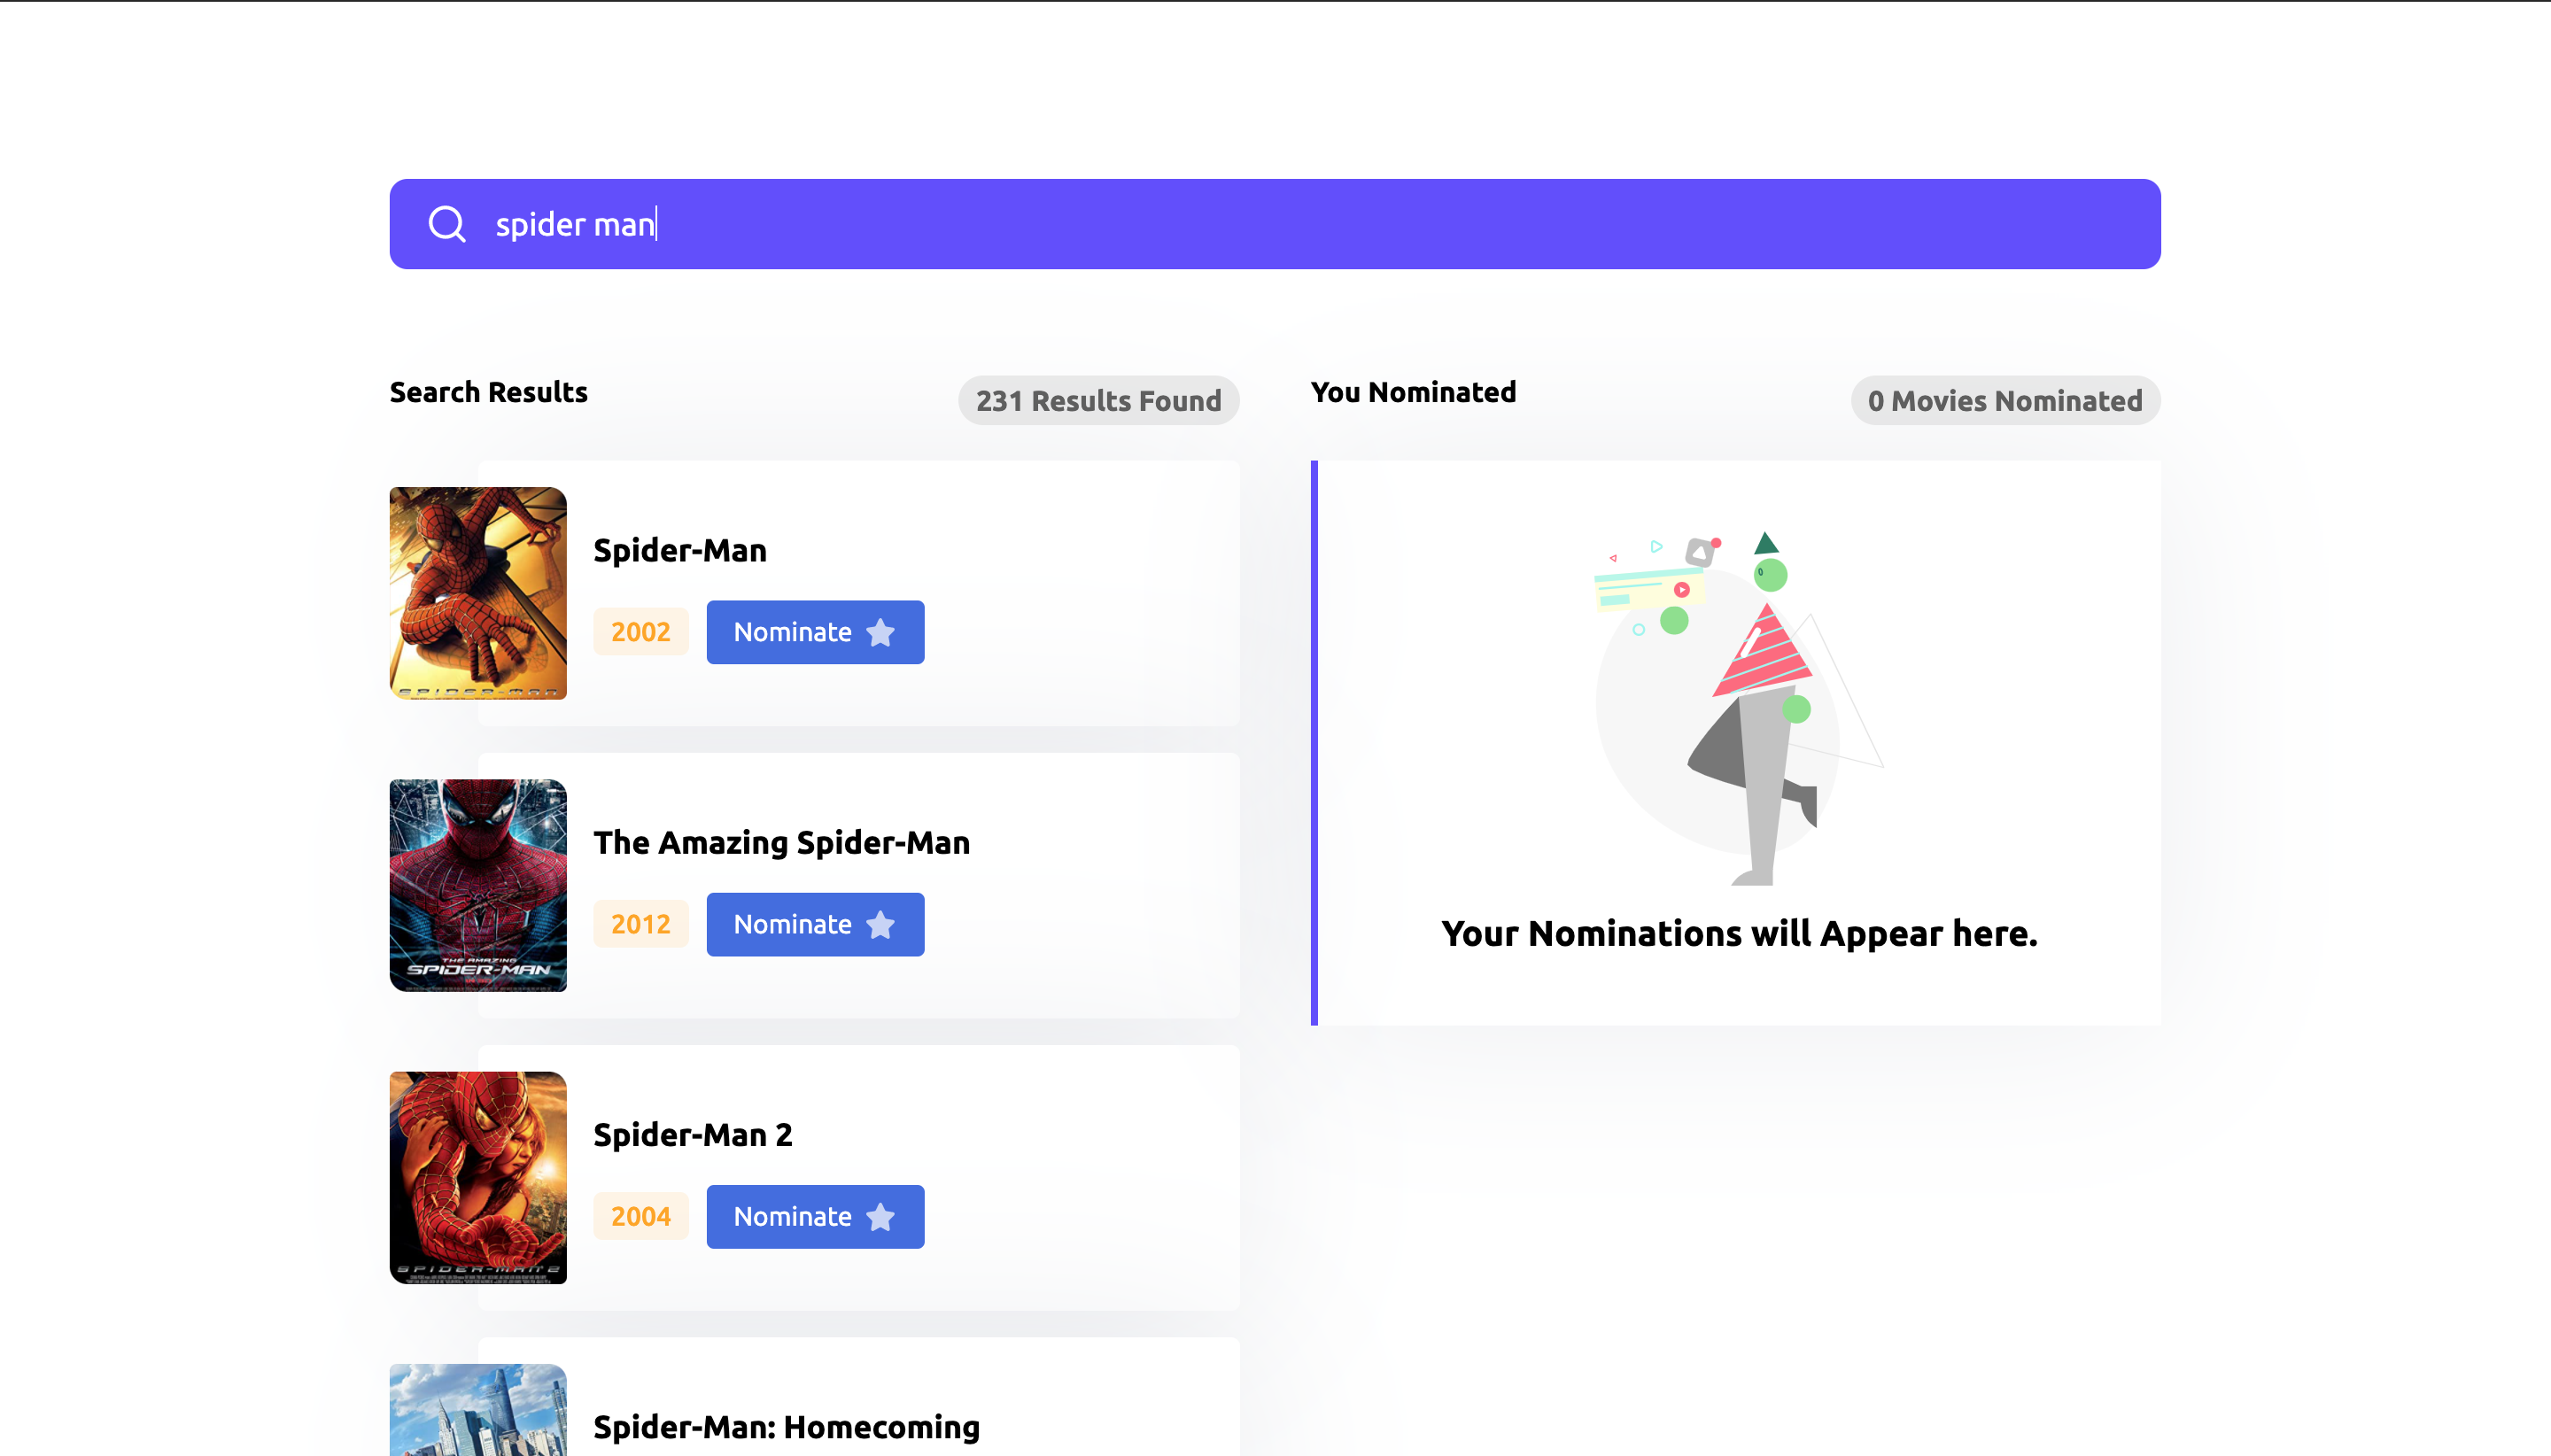 spider man
Search Results
231 Results Found
You Nominated
0 Movies Nominated
Spider-Man
2002
Nominate
SPIDER-MAN
The Amazing Spider-Man
2012
Nominate
THE AMAZING
SPIDER-MAN
Spider-Man 2
2004
Nominate
SPIDER-MAN 2
Spider-Man: Homecoming
Your Nominations will Appear here.